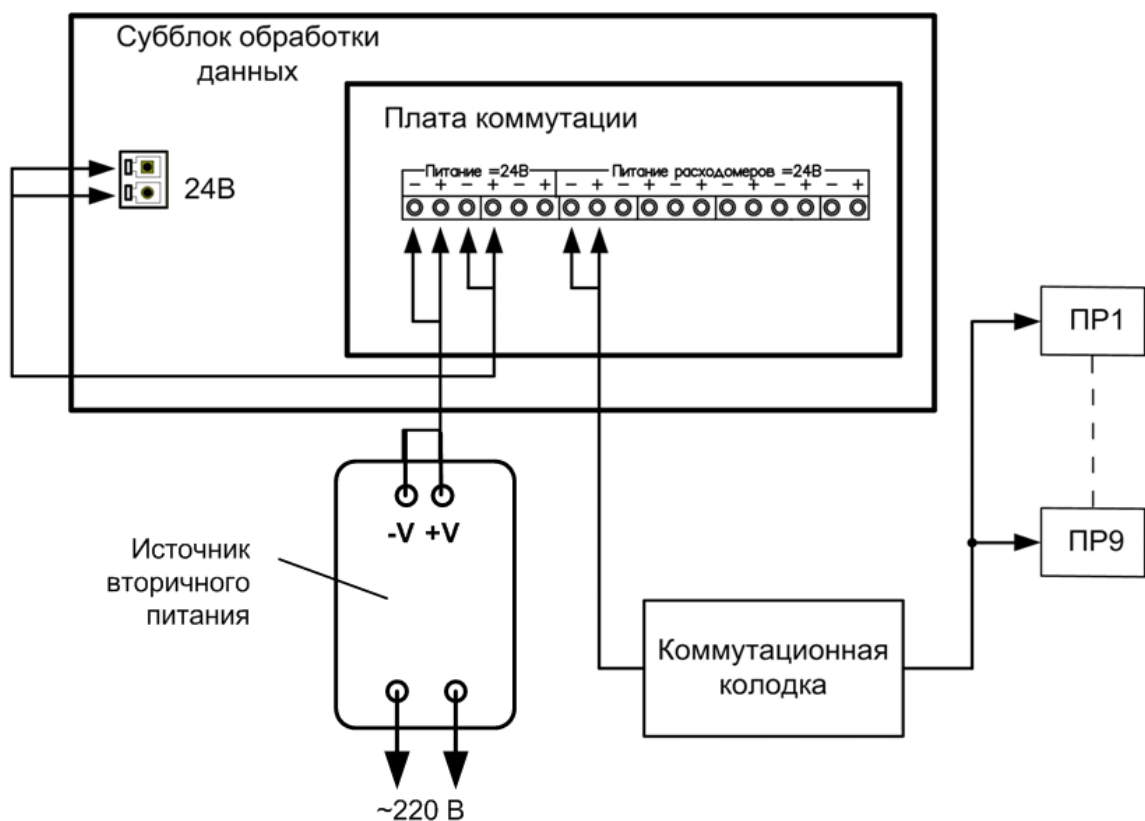 Субблок обработки
данных
Плата коммутации
Питание =24В
Питание расходомеров =24В
− + − + − + − + − + − + − + − + − +
24В
ПР1
ПР9
-V +V
Источник
вторичного
питания
Коммутационная
колодка
~220 В